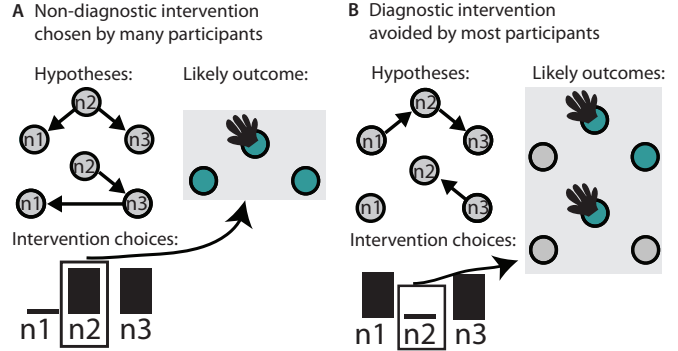 A Non-diagnostic intervention
chosen by many participants
Hypotheses:
Likely outcome:
n2
n1
n3
n2
n1
n3
Intervention choices:
n1 n2 n3
B Diagnostic intervention
avoided by most participants
Hypotheses:
Likely outcomes:
n2
n1
n3
n2
n1
n3
Intervention choices:
n1 n2 n3